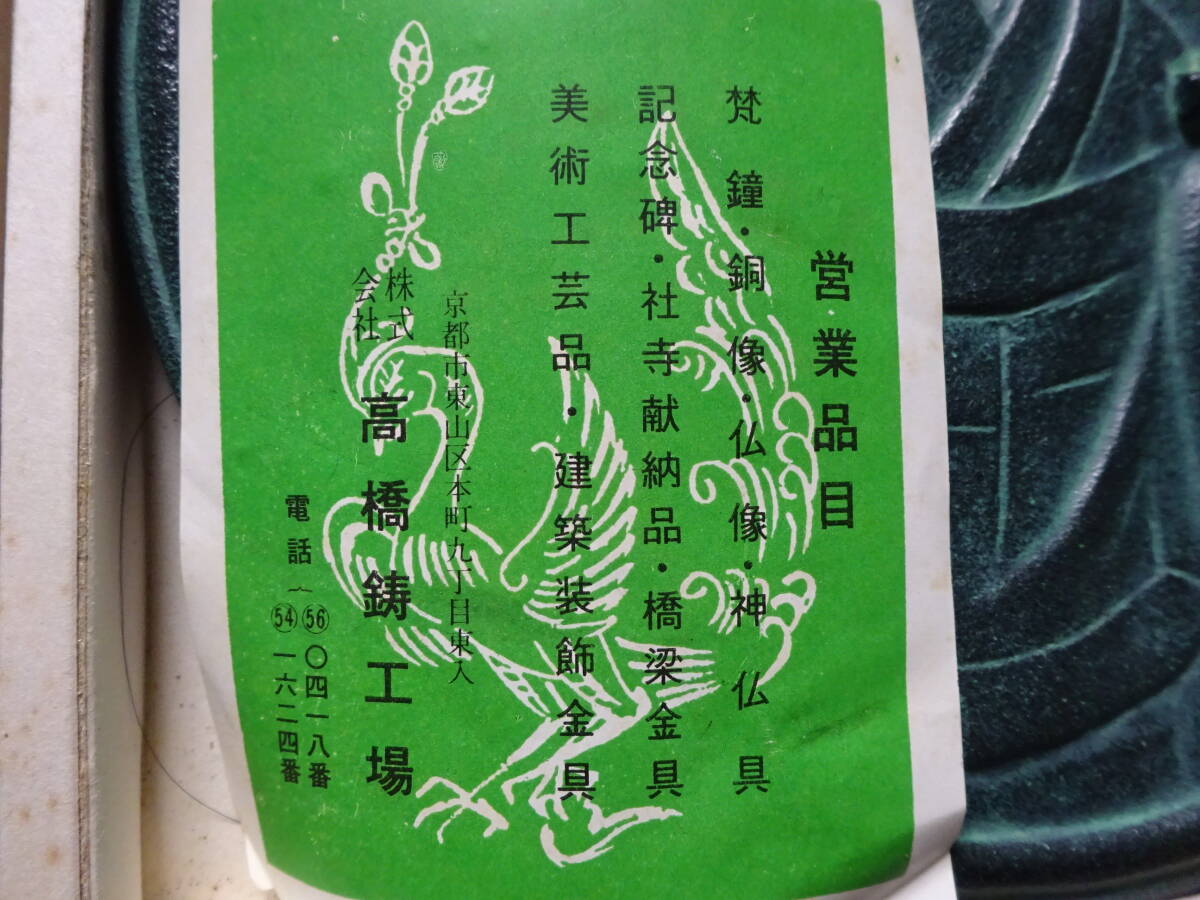 営業品目
梵鐘・銅像・仏像・神仏具
記念碑・社寺献納品・橋梁金具
美術工芸品・建築装飾金具
京都市東山区本町九丁目東入
株式会社 高橋鋳工場
電話 (56)〇四一八番
(54)一六二四番